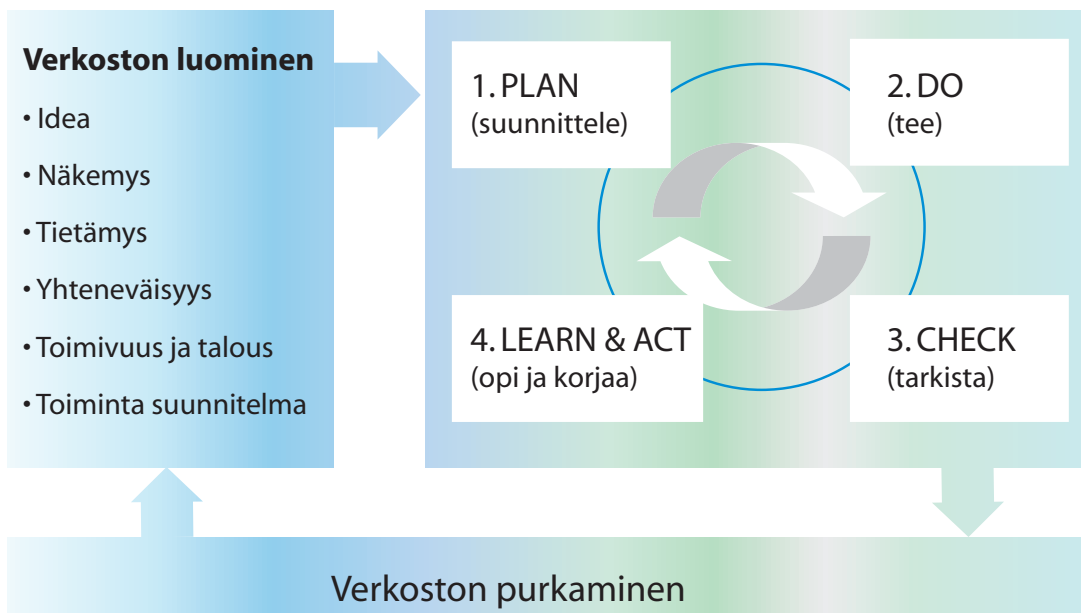 Verkoston luominen
• Idea
• Näkemys
• Tietämys
• Yhteneväisyys
• Toimivuus ja talous
• Toiminta suunnitelma
1. PLAN
(suunnittele)
2. DO
(tee)
4. LEARN & ACT
(opi ja korjaa)
3. CHECK
(tarkista)
Verkoston purkaminen